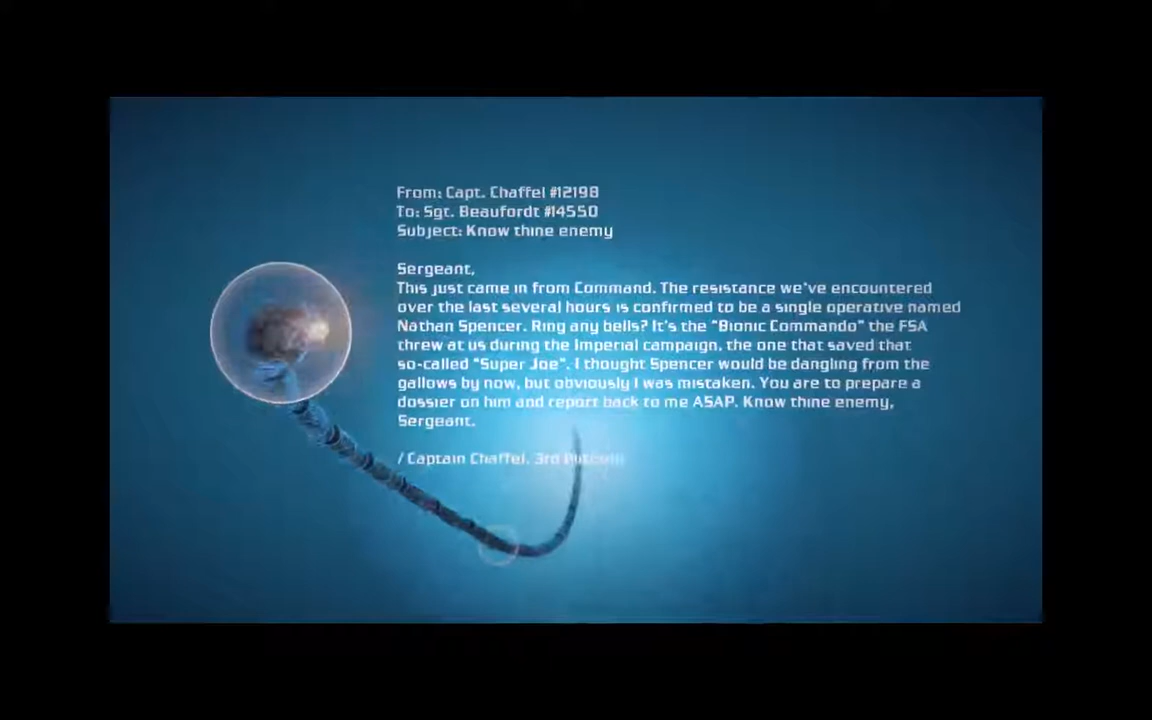 From: Capt. Chaffel #12198
To: Sgt. Beaufordt #14550
Subject: Know thine enemy
Sergeant,
This just came in from Command. The resistance we've encountered
over the last several hours is confirmed to be a single operative named
Nathan Spencer. Ring any bells? It's the "Bionic Commando" the FSA
threw at us during the Imperial campaign, the one that saved that
so-called "Super Joe". I thought Spencer would be dangling from the
gallows by now, but obviously I was mistaken. You are to prepare a
dossier on him and report back to me ASAP. Know thine enemy,
Sergeant.
/ Captain Chaffel, 3rd